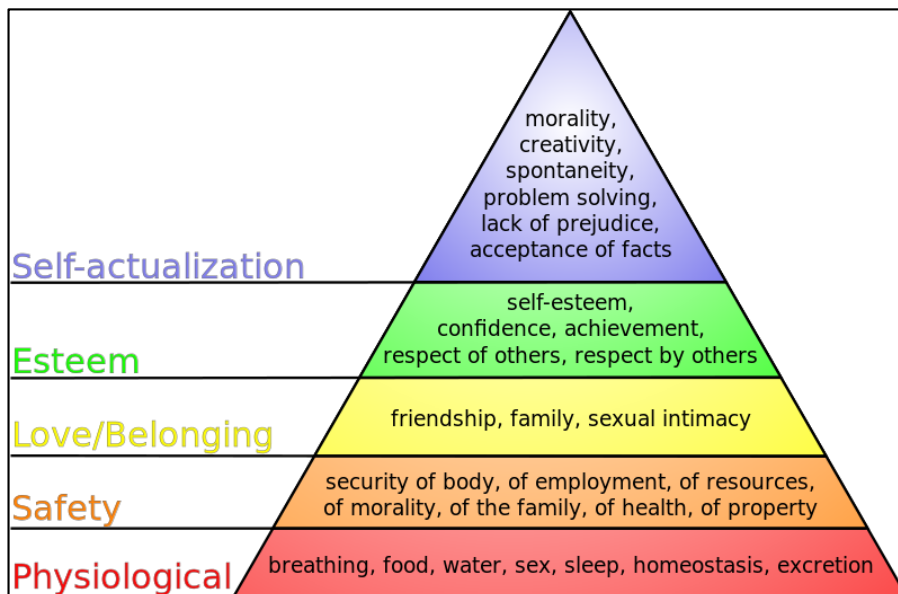 morality,
creativity,
spontaneity,
problem solving,
lack of prejudice,
acceptance of facts
Self-actualization
self-esteem,
confidence, achievement,
respect of others, respect by others
Esteem
friendship, family, sexual intimacy
Love/Belonging
security of body, of employment, of resources,
of morality, of the family, of health, of property
Safety
breathing, food, water, sex, sleep, homeostasis, excretion
Physiological